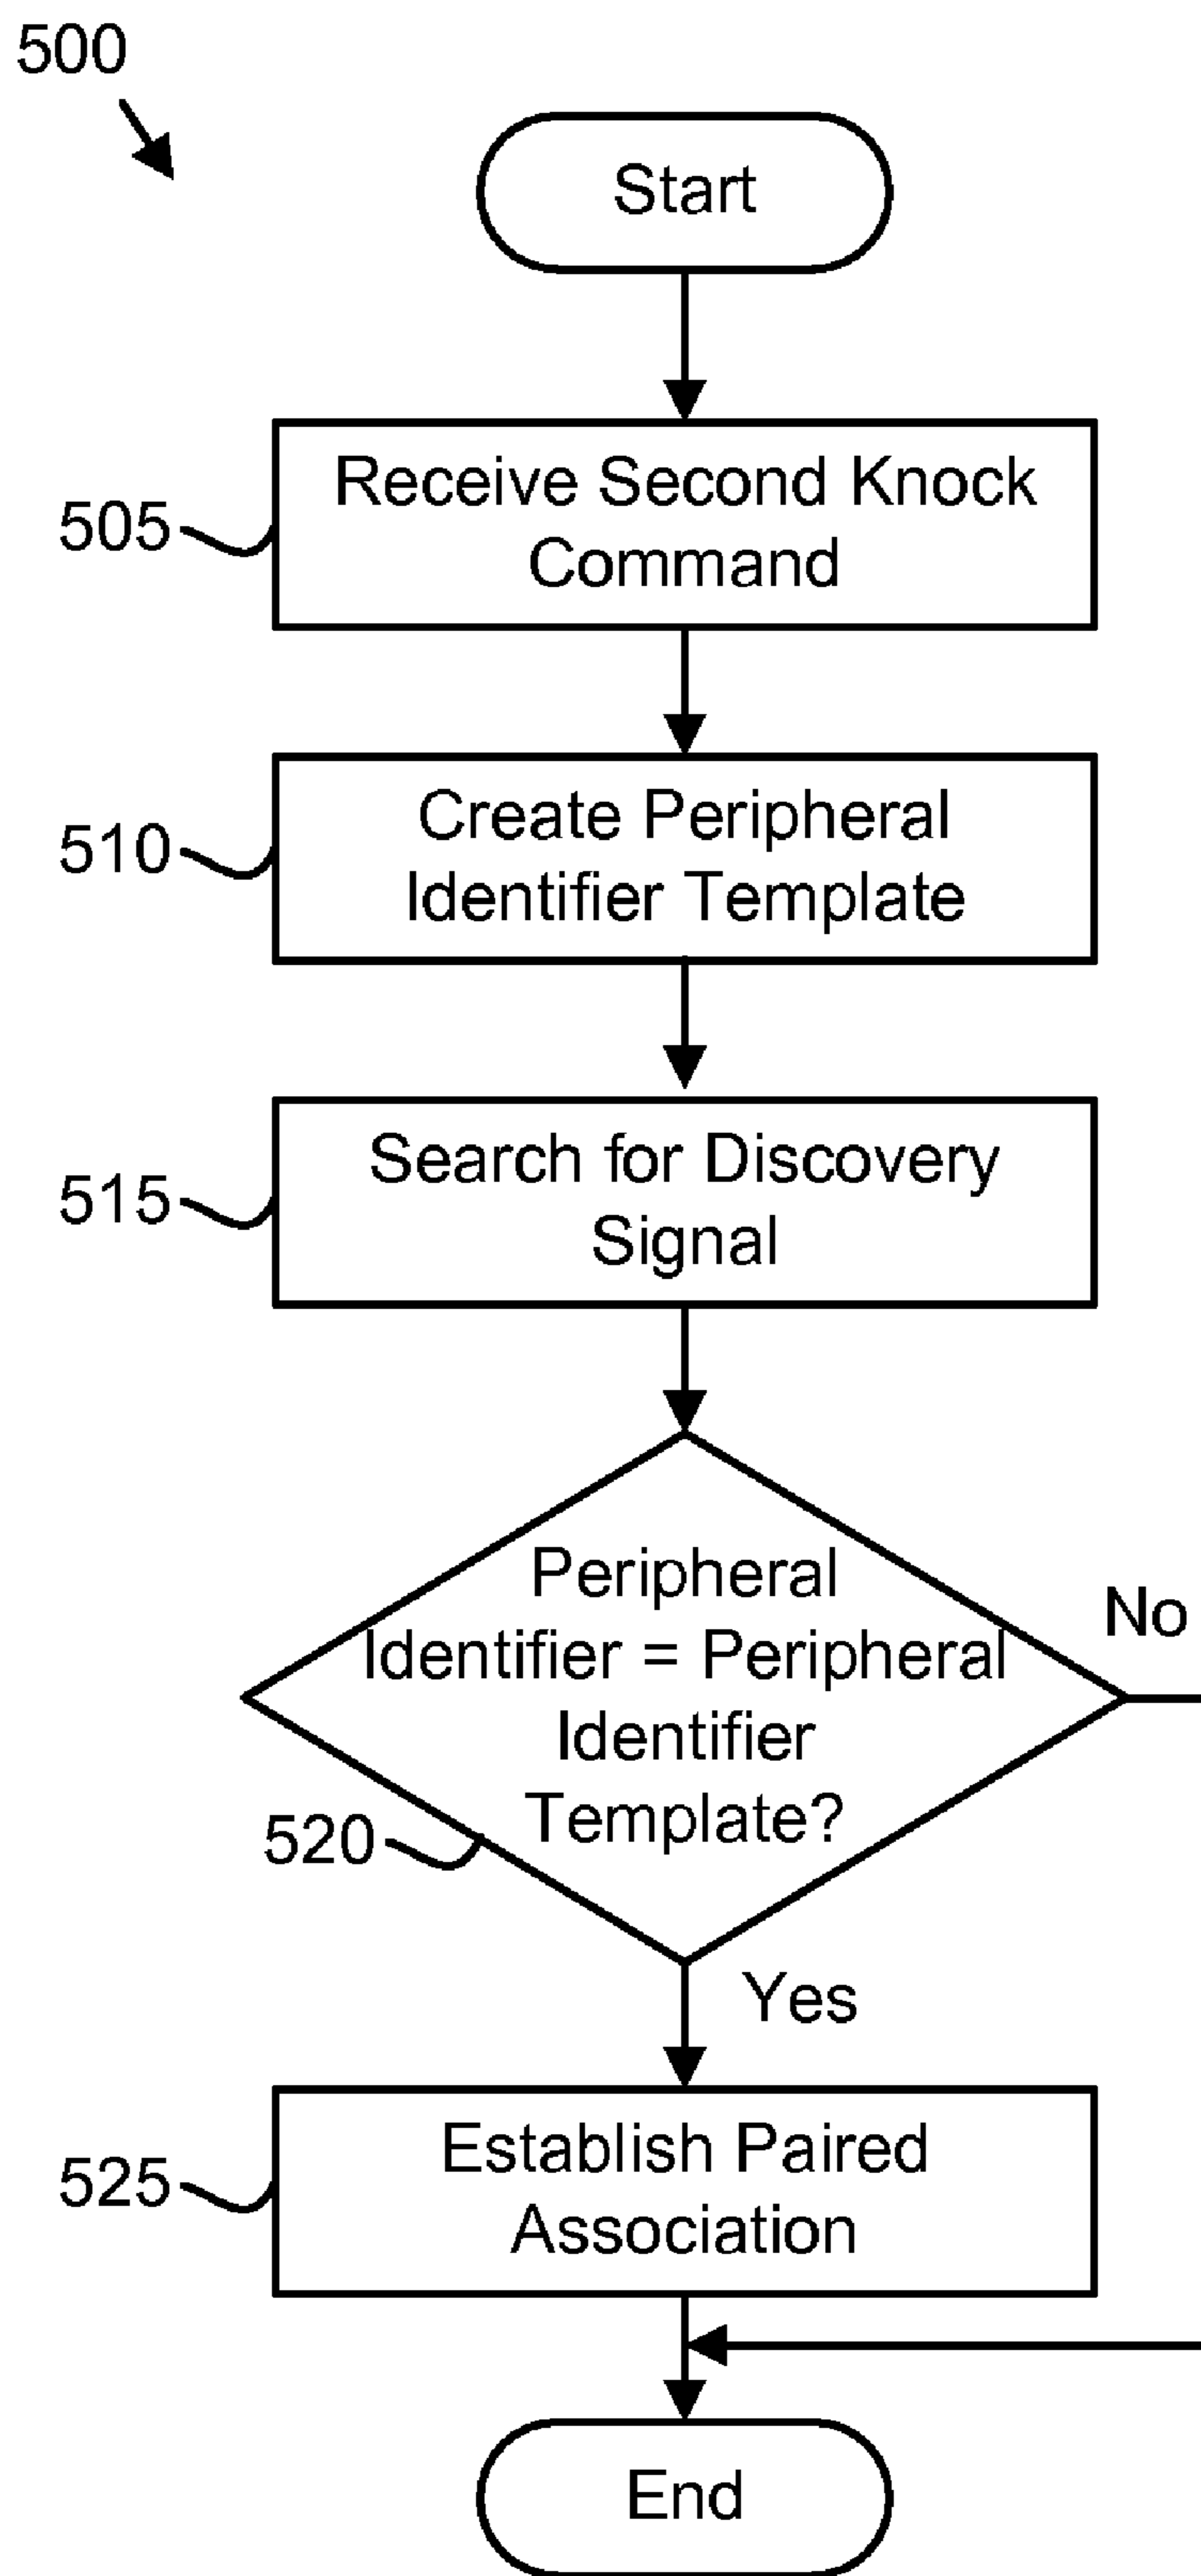 500
Start
505
Receive Second Knock
Command
510
Create Peripheral
Identifier Template
515
Search for Discovery
Signal
Peripheral
Identifier = Peripheral
Identifier
Template?
No
520
Yes
525
Establish Paired
Association
End